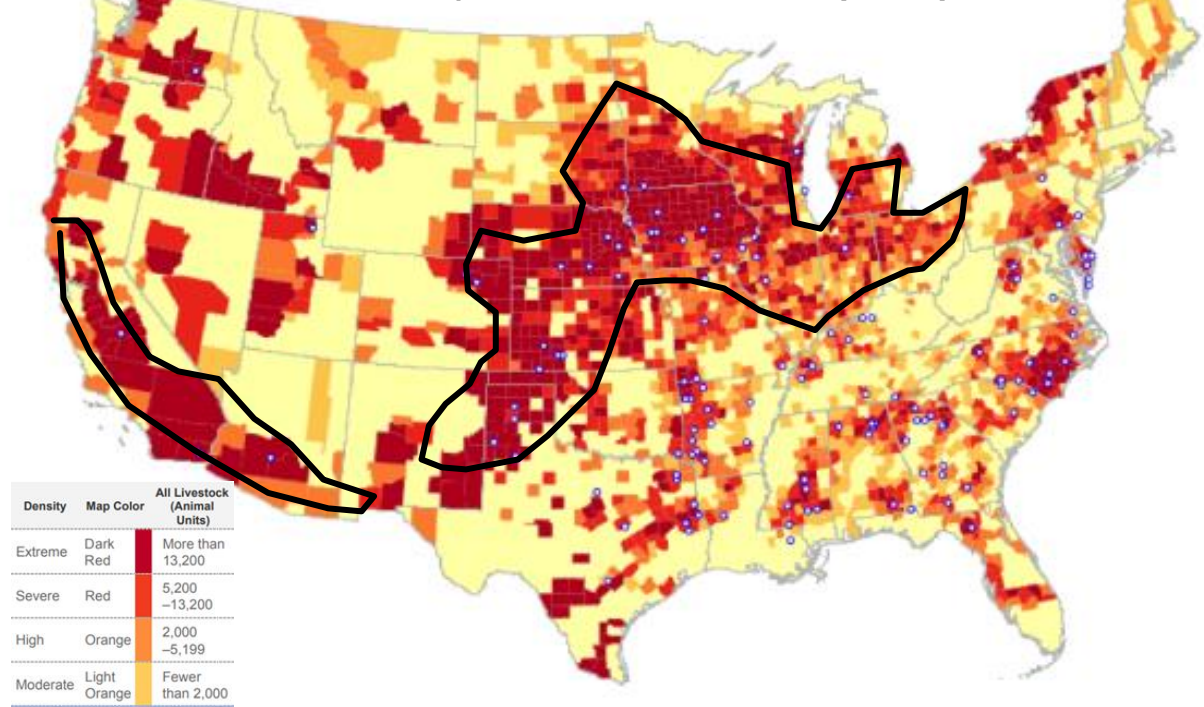 Density Map Color All Livestock (Animal Units)
Extreme Dark Red More than 13,200
Severe Red 5,200 –13,200
High Orange 2,000 –5,199
Moderate Light Orange Fewer than 2,000